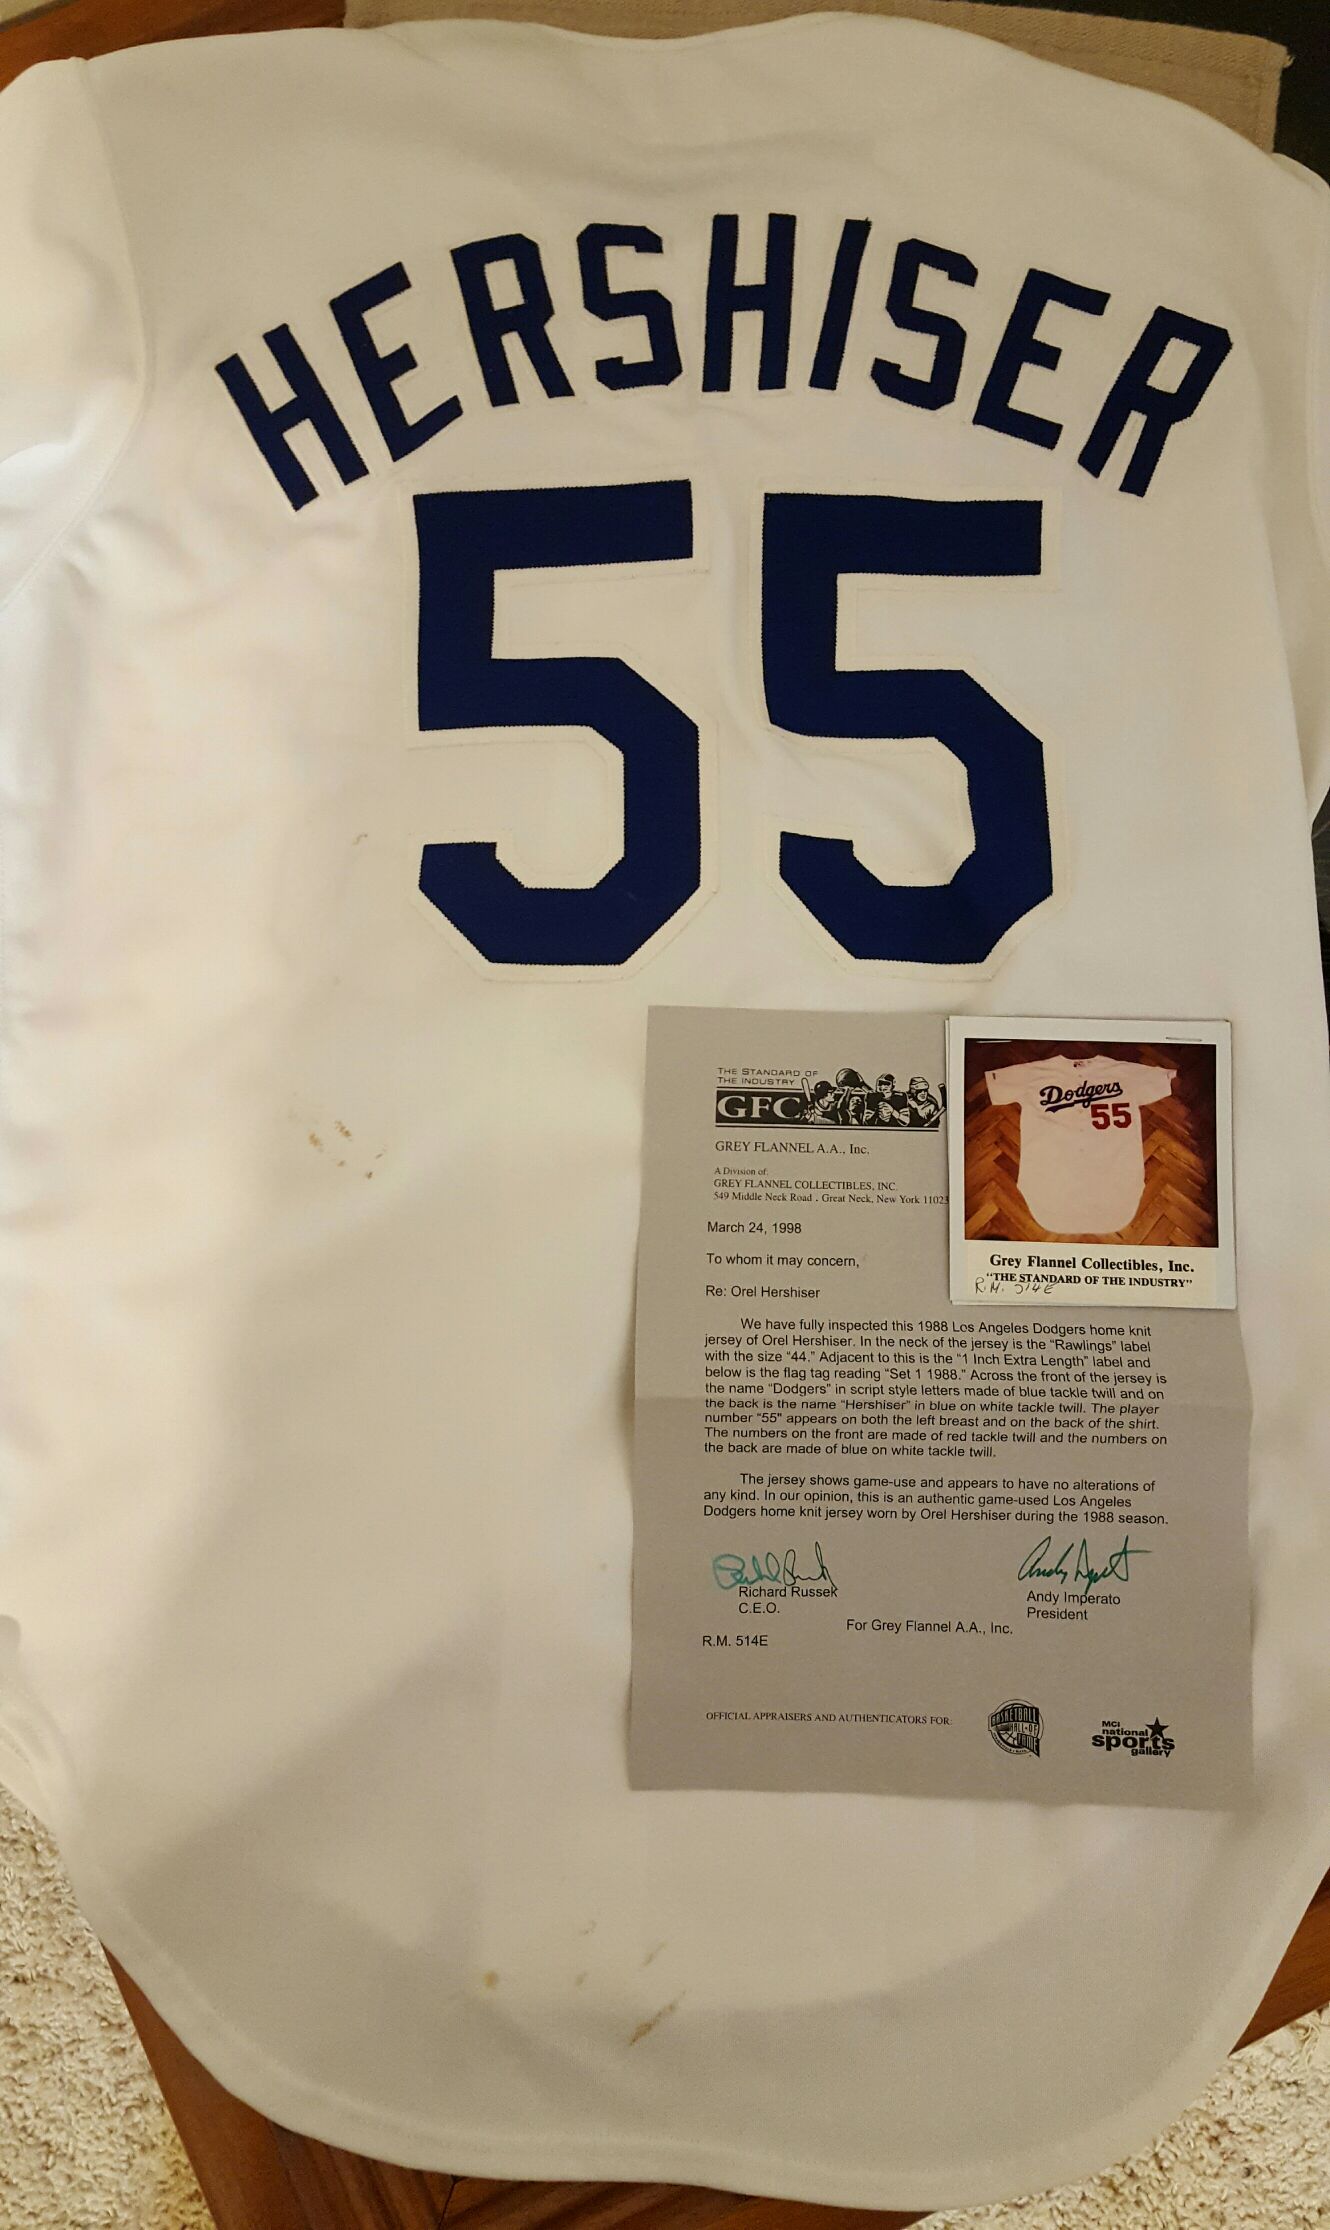 HERSHISER
55
THE STANDARD OF
THE INDUSTRY
GFC
GREY FLANNEL A.A., Inc.
A Division of:
GREY FLANNEL COLLECTIBLES, INC.
549 Middle Neck Road . Great Neck, New York 11023
Dodgers
55
Grey Flannel Collectibles, Inc.
"THE STANDARD OF THE INDUSTRY"
R.M. 514E
March 24, 1998
To whom it may concern,
Re: Orel Hershiser
We have fully inspected this 1988 Los Angeles Dodgers home knit
jersey of Orel Hershiser. In the neck of the jersey is the "Rawlings" label
with the size "44." Adjacent to this is the "1 Inch Extra Length" label and
below is the flag tag reading "Set 1 1988." Across the front of the jersey is
the name "Dodgers" in script style letters made of blue tackle twill and on
the back is the name "Hershiser" in blue on white tackle twill. The player
number "55" appears on both the left breast and on the back of the shirt.
The numbers on the front are made of red tackle twill and the numbers on
the back are made of blue on white tackle twill.
The jersey shows game-use and appears to have no alterations of
any kind. In our opinion, this is an authentic game-used Los Angeles
Dodgers home knit jersey worn by Orel Hershiser during the 1988 season.
Richard Russek
C.E.O.
Andy Imperato
President
For Grey Flannel A.A., Inc.
R.M. 514E
OFFICIAL APPRAISERS AND AUTHENTICATORS FOR:
BASKETBALL
HALL-OF
FAME
MCI
national
sports
gallery